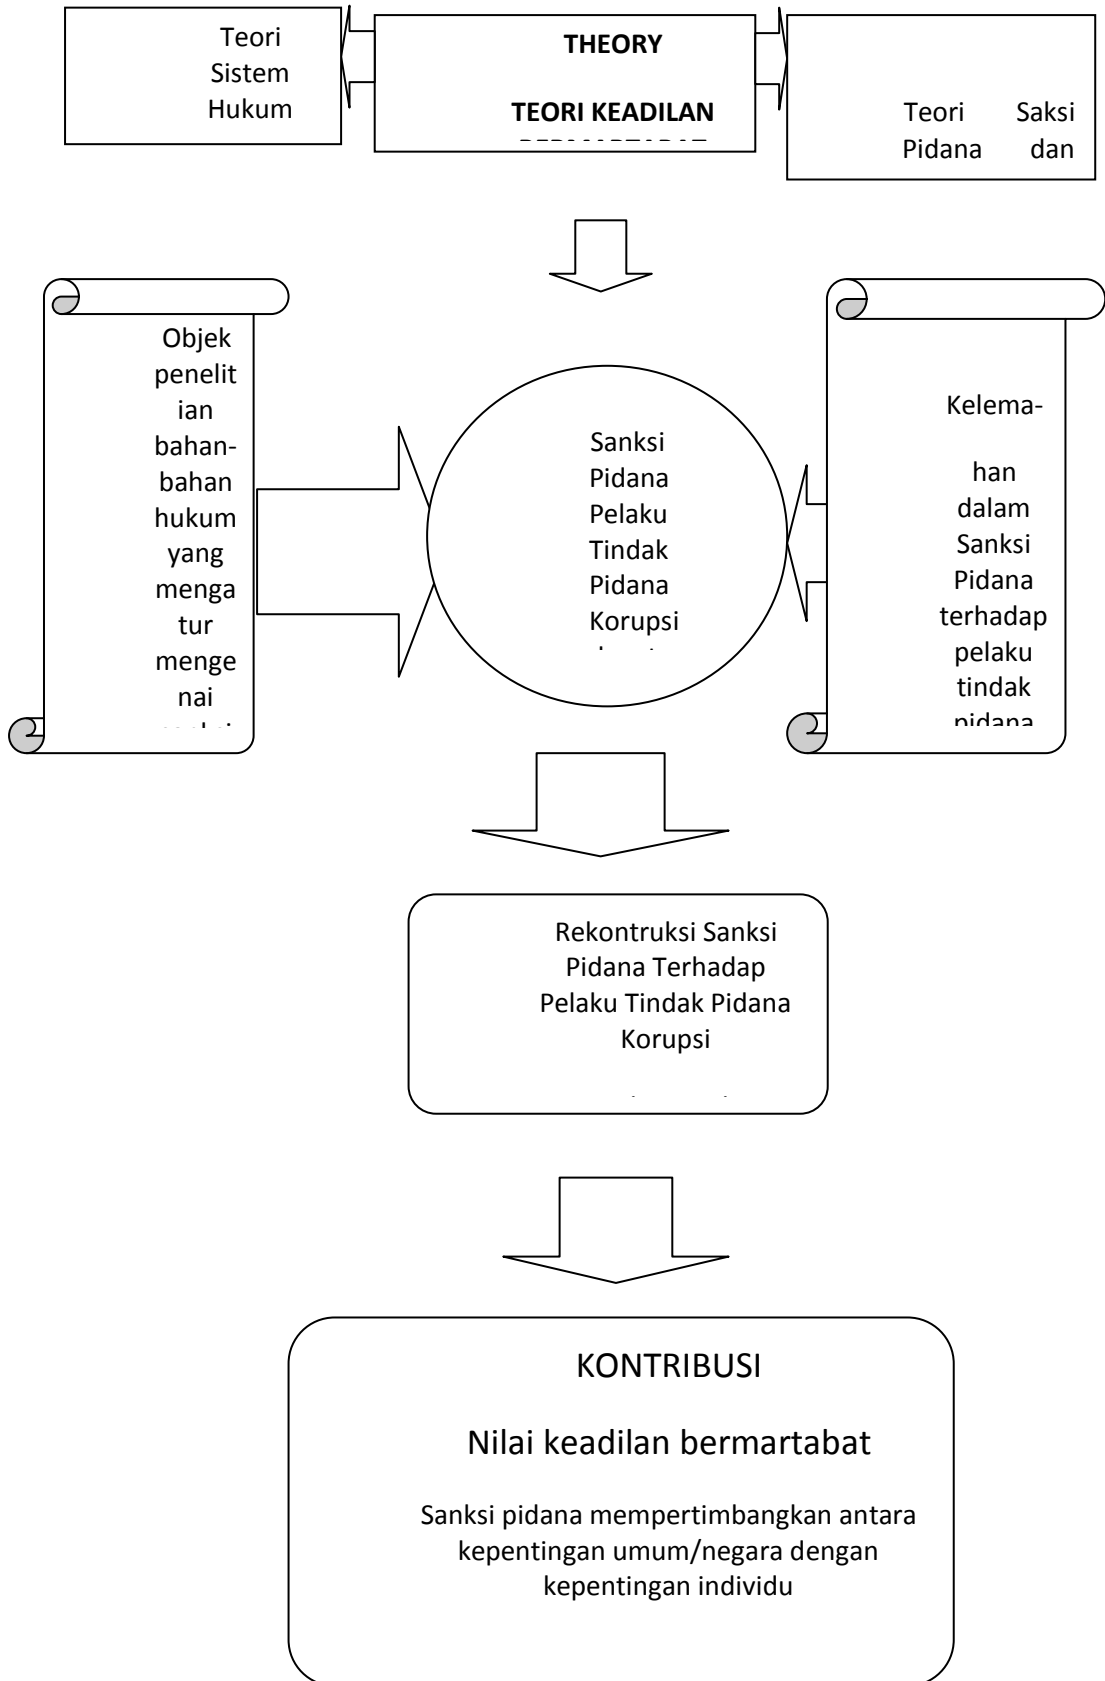 Teori
Sistem
Hukum
THEORY
TEORI KEADILAN
Teori Saksi
Pidana dan
Objek
penelit
ian
bahan-
bahan
hukum
yang
menga
tur
menge
nai
Sanksi
Pidana
Pelaku
Tindak
Pidana
Korupsi
Kelema-
han
dalam
Sanksi
Pidana
terhadap
pelaku
tindak
pidana
Rekontruksi Sanksi
Pidana Terhadap
Pelaku Tindak Pidana
Korupsi
KONTRIBUSI
Nilai keadilan bermartabat
Sanksi pidana mempertimbangkan antara
kepentingan umum/negara dengan
kepentingan individu